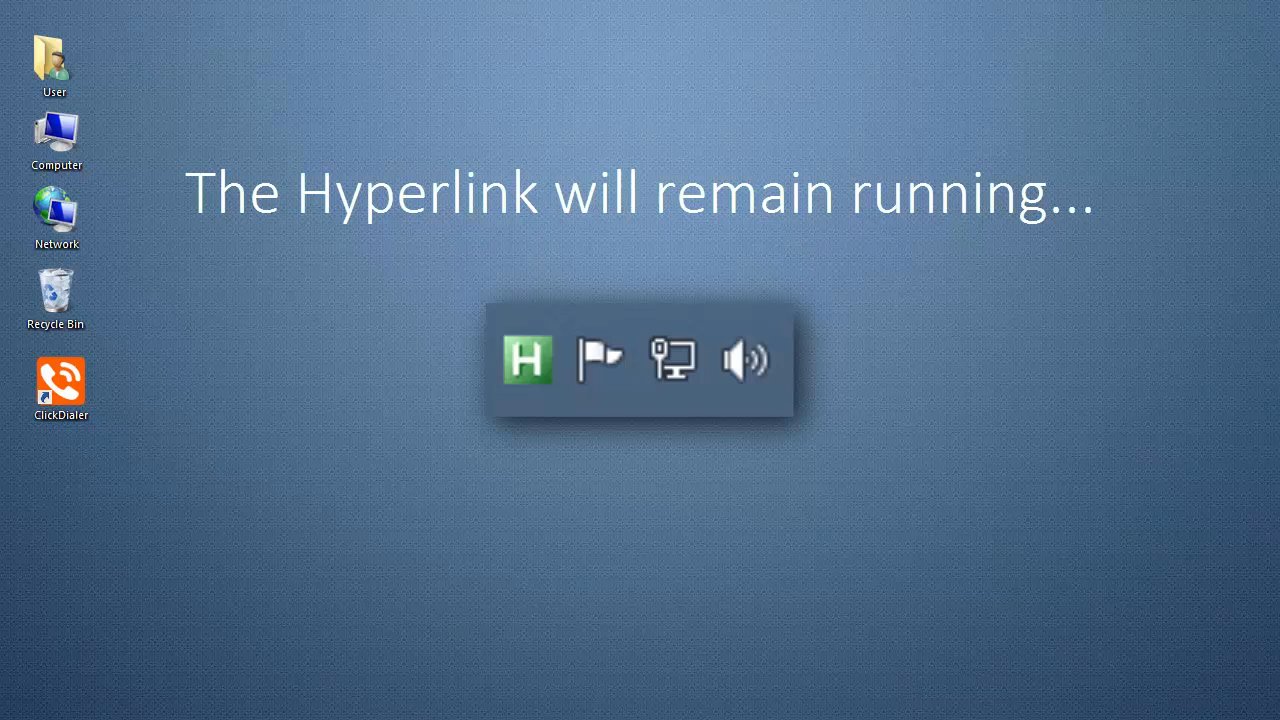 User
Computer
Network
Recycle Bin
ClickDialer
The Hyperlink will remain running...
H